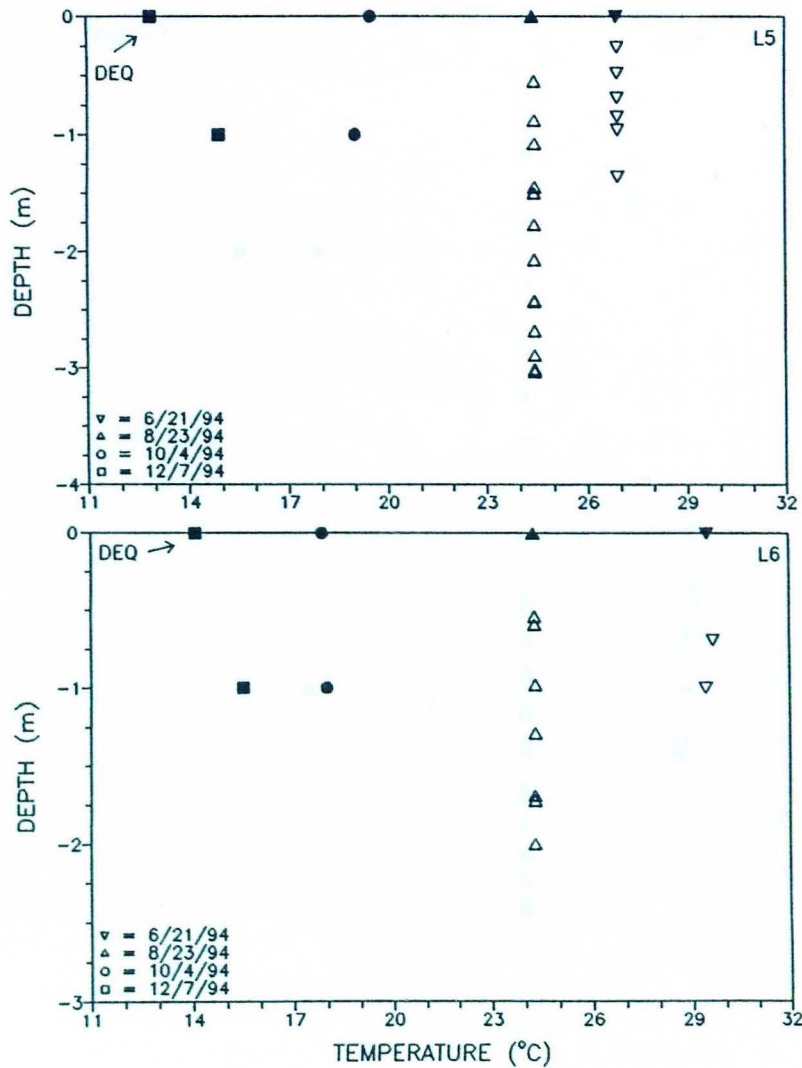 0
L5
DEQ
-1
DEPTH (m)
-2
-3
▽ = 6/21/94
△ = 8/23/94
○ = 10/4/94
□ = 12/7/94
-4
11 14 17 20 23 26 29 32
0
DEQ
L6
-1
DEPTH (m)
-2
▽ = 6/21/94
△ = 8/23/94
○ = 10/4/94
□ = 12/7/94
-3
11 14 17 20 23 26 29 32
TEMPERATURE (°C)